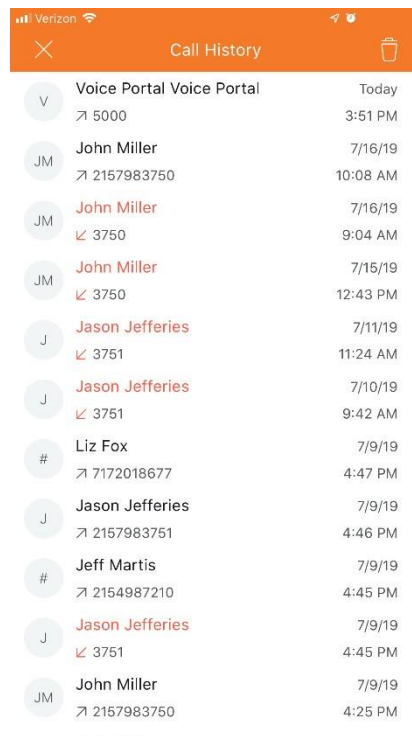 Verizon
Call History
V Voice Portal Voice Portal Today
5000 3:51 PM
JM John Miller 7/16/19
2157983750 10:08 AM
JM John Miller 7/16/19
3750 9:04 AM
JM John Miller 7/15/19
3750 12:43 PM
J Jason Jefferies 7/11/19
3751 11:24 AM
J Jason Jefferies 7/10/19
3751 9:42 AM
# Liz Fox 7/9/19
7172018677 4:47 PM
J Jason Jefferies 7/9/19
2157983751 4:46 PM
# Jeff Martis 7/9/19
2154987210 4:45 PM
J Jason Jefferies 7/9/19
3751 4:45 PM
JM John Miller 7/9/19
2157983750 4:25 PM